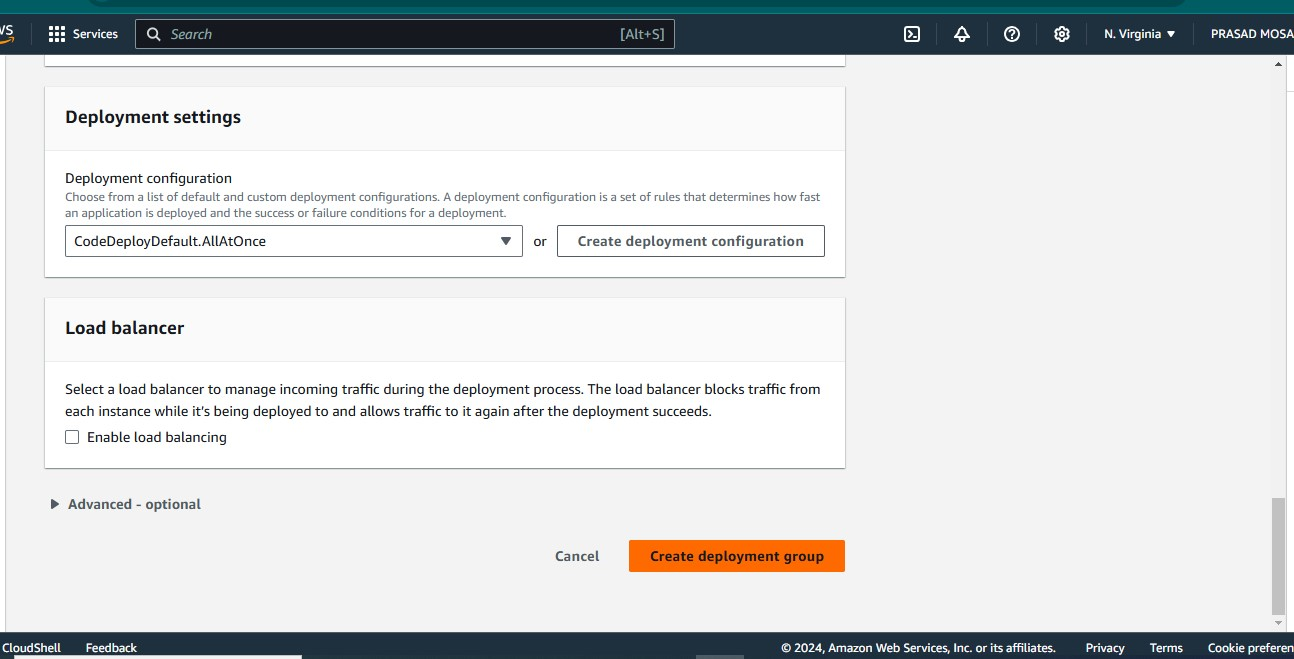 Services
Search [Alt+S]
N. Virginia
PRASAD MOSA
Deployment settings
Deployment configuration
Choose from a list of default and custom deployment configurations. A deployment configuration is a set of rules that determines how fast
an application is deployed and the success or failure conditions for a deployment.
CodeDeployDefault.AllAtOnce
or
Create deployment configuration
Load balancer
Select a load balancer to manage incoming traffic during the deployment process. The load balancer blocks traffic from
each instance while it's being deployed to and allows traffic to it again after the deployment succeeds.
Enable load balancing
Advanced - optional
Cancel
Create deployment group
CloudShell
Feedback
© 2024, Amazon Web Services, Inc. or its affiliates.
Privacy
Terms
Cookie preferen